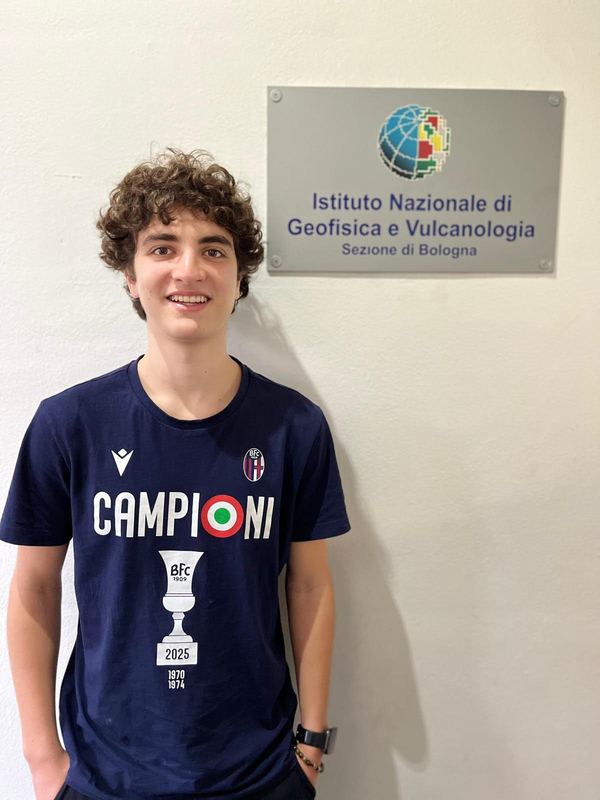 Istituto Nazionale di
Geofisica e Vulcanologia
Sezione di Bologna
BFC
CAMPIONI
BFC
1909
2025
1970
1974